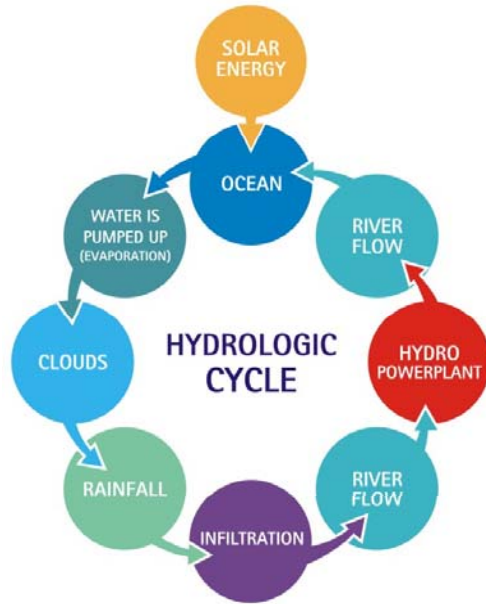 SOLAR
ENERGY
OCEAN
WATER IS
PUMPED UP
(EVAPORATION)
RIVER
FLOW
CLOUDS
HYDROLOGIC
CYCLE
HYDRO
POWERPLANT
RAINFALL
RIVER
FLOW
INFILTRATION